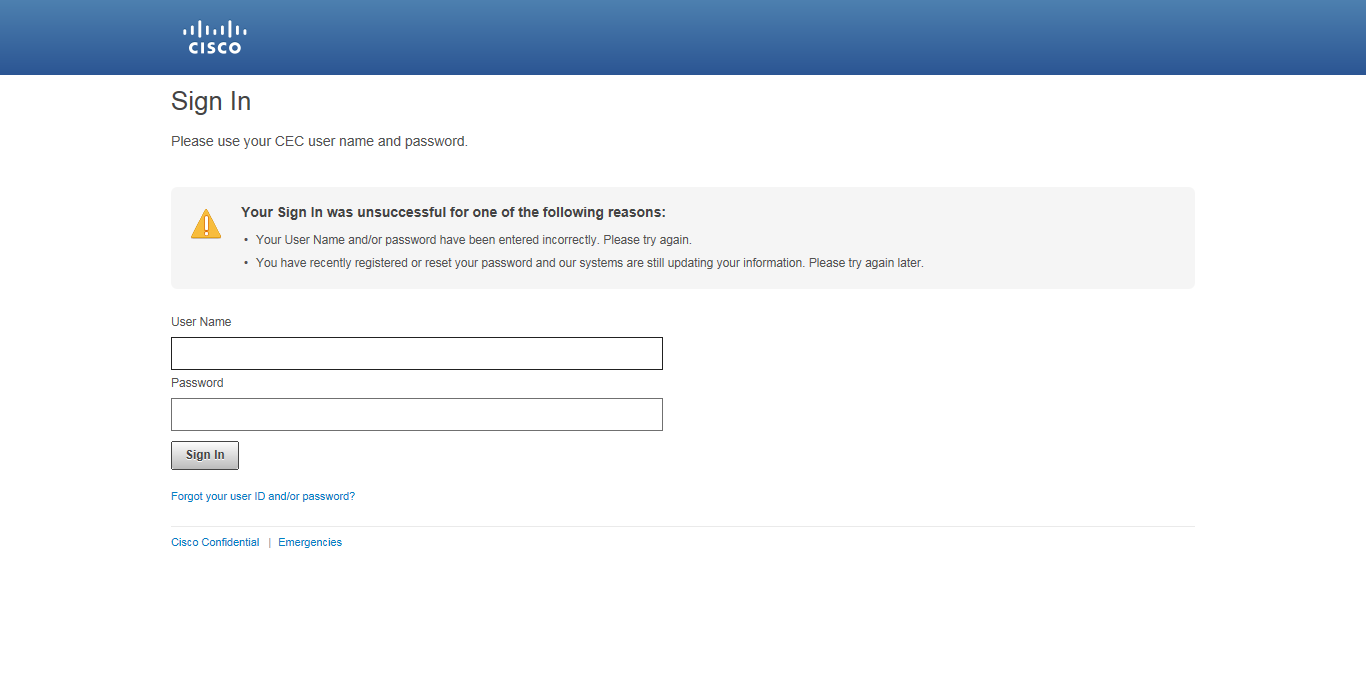 CISCO
Sign In
Please use your CEC user name and password.
Your Sign In was unsuccessful for one of the following reasons:
• Your User Name and/or password have been entered incorrectly. Please try again.
• You have recently registered or reset your password and our systems are still updating your information. Please try again later.
User Name
Password
Sign In
Forgot your user ID and/or password?
Cisco Confidential | Emergencies